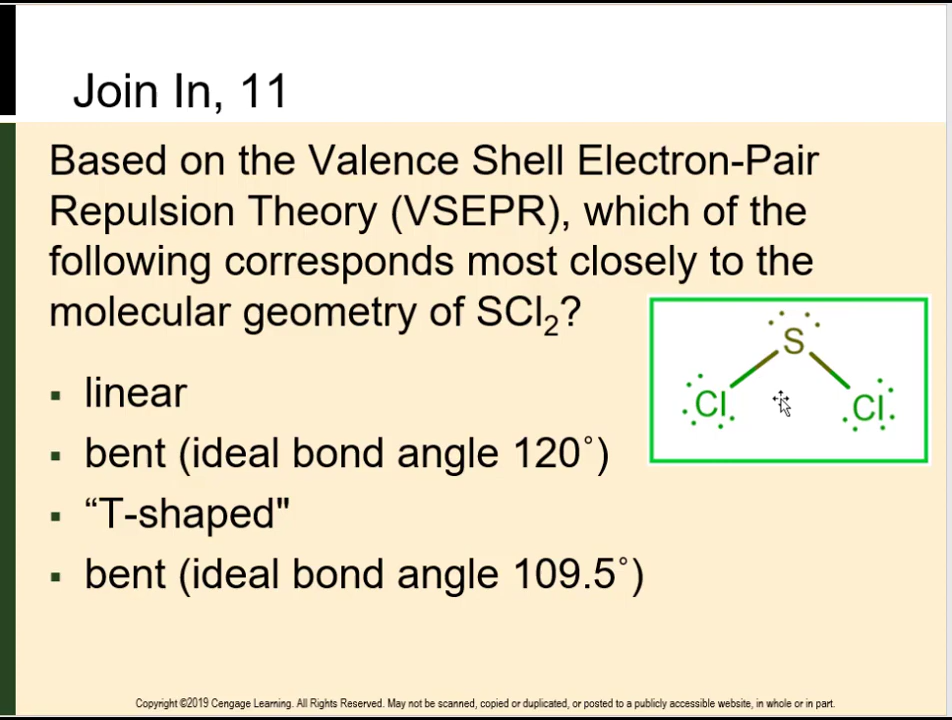 Join In, 11
Based on the Valence Shell Electron-Pair
Repulsion Theory (VSEPR), which of the
following corresponds most closely to the
molecular geometry of SCl₂?
S
Cl Cl
▪ linear
▪ bent (ideal bond angle 120˚)
▪ “T-shaped"
▪ bent (ideal bond angle 109.5˚)
Copyright ©2019 Cengage Learning. All Rights Reserved. May not be scanned, copied or duplicated, or posted to a publicly accessible website, in whole or in part.